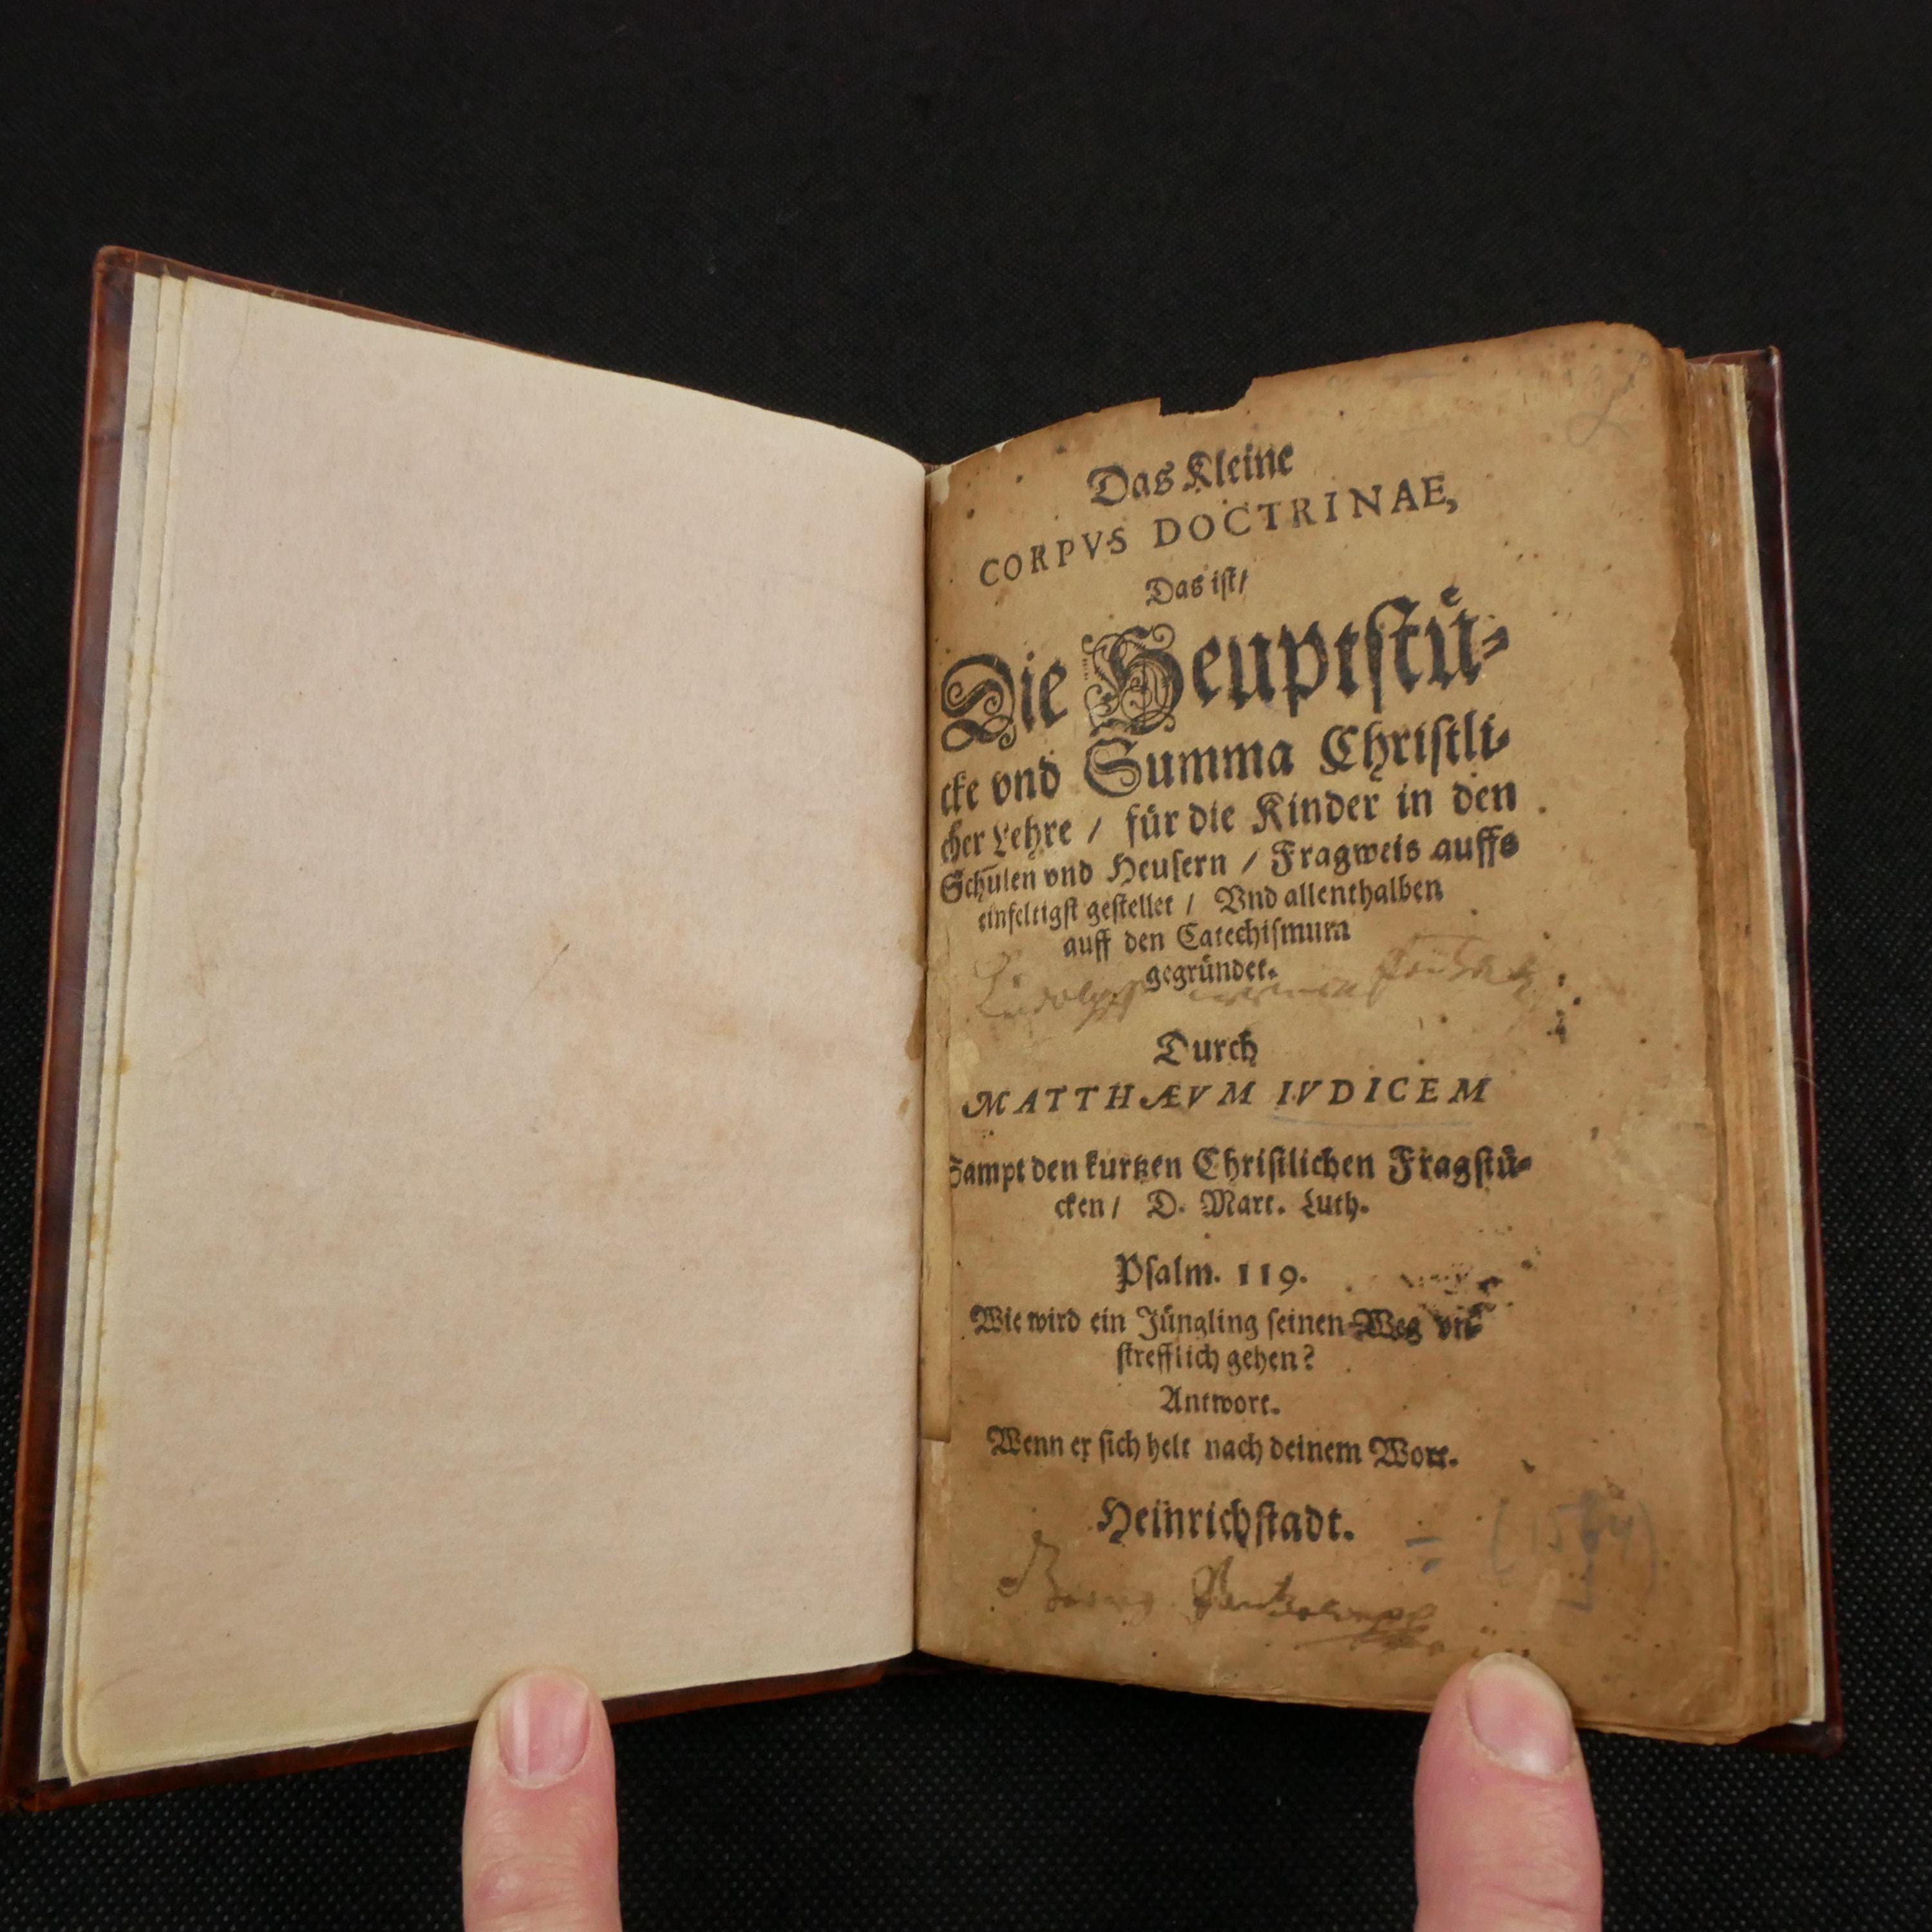 Das Kleine
CORPVS DOCTRINAE,
Das ist/
Die Heuptstuͤ-
cke vnd Summa Christli-
cher Lehre / für die Kinder in den
Schulen vnd Heusern / Fragweis auffs
einfeltigst gestellet / Vnd allenthalben
auff den Catechismum
gegründet.
Durch
MATTHÆVM IVDICEM
Sampt den kurtzen Christlichen Fragstuͤ-
cken / D. Mart. Luth.
Psalm. 119.
Wie wird ein Jüngling seinen Weg vn-
strefflich gehen?
Antwort.
Wenn er sich helt nach deinem Wort.
Heinrichstadt.